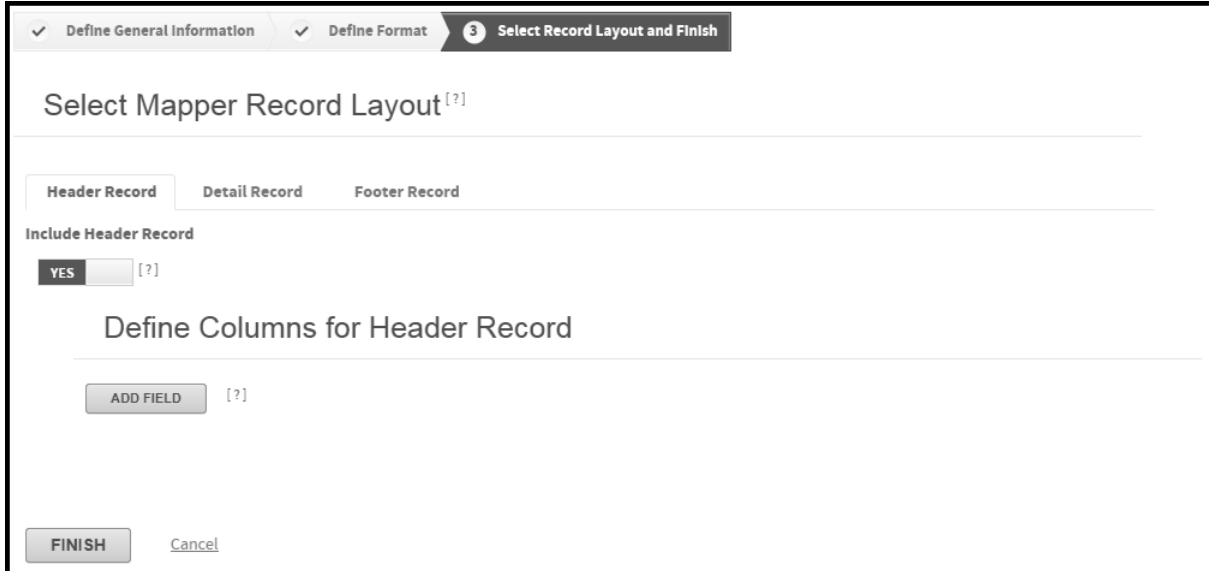 Define General Information Define Format 3 Select Record Layout and Finish
Select Mapper Record Layout [?]
Header Record Detail Record Footer Record
Include Header Record
YES [?]
Define Columns for Header Record
ADD FIELD [?]
FINISH Cancel